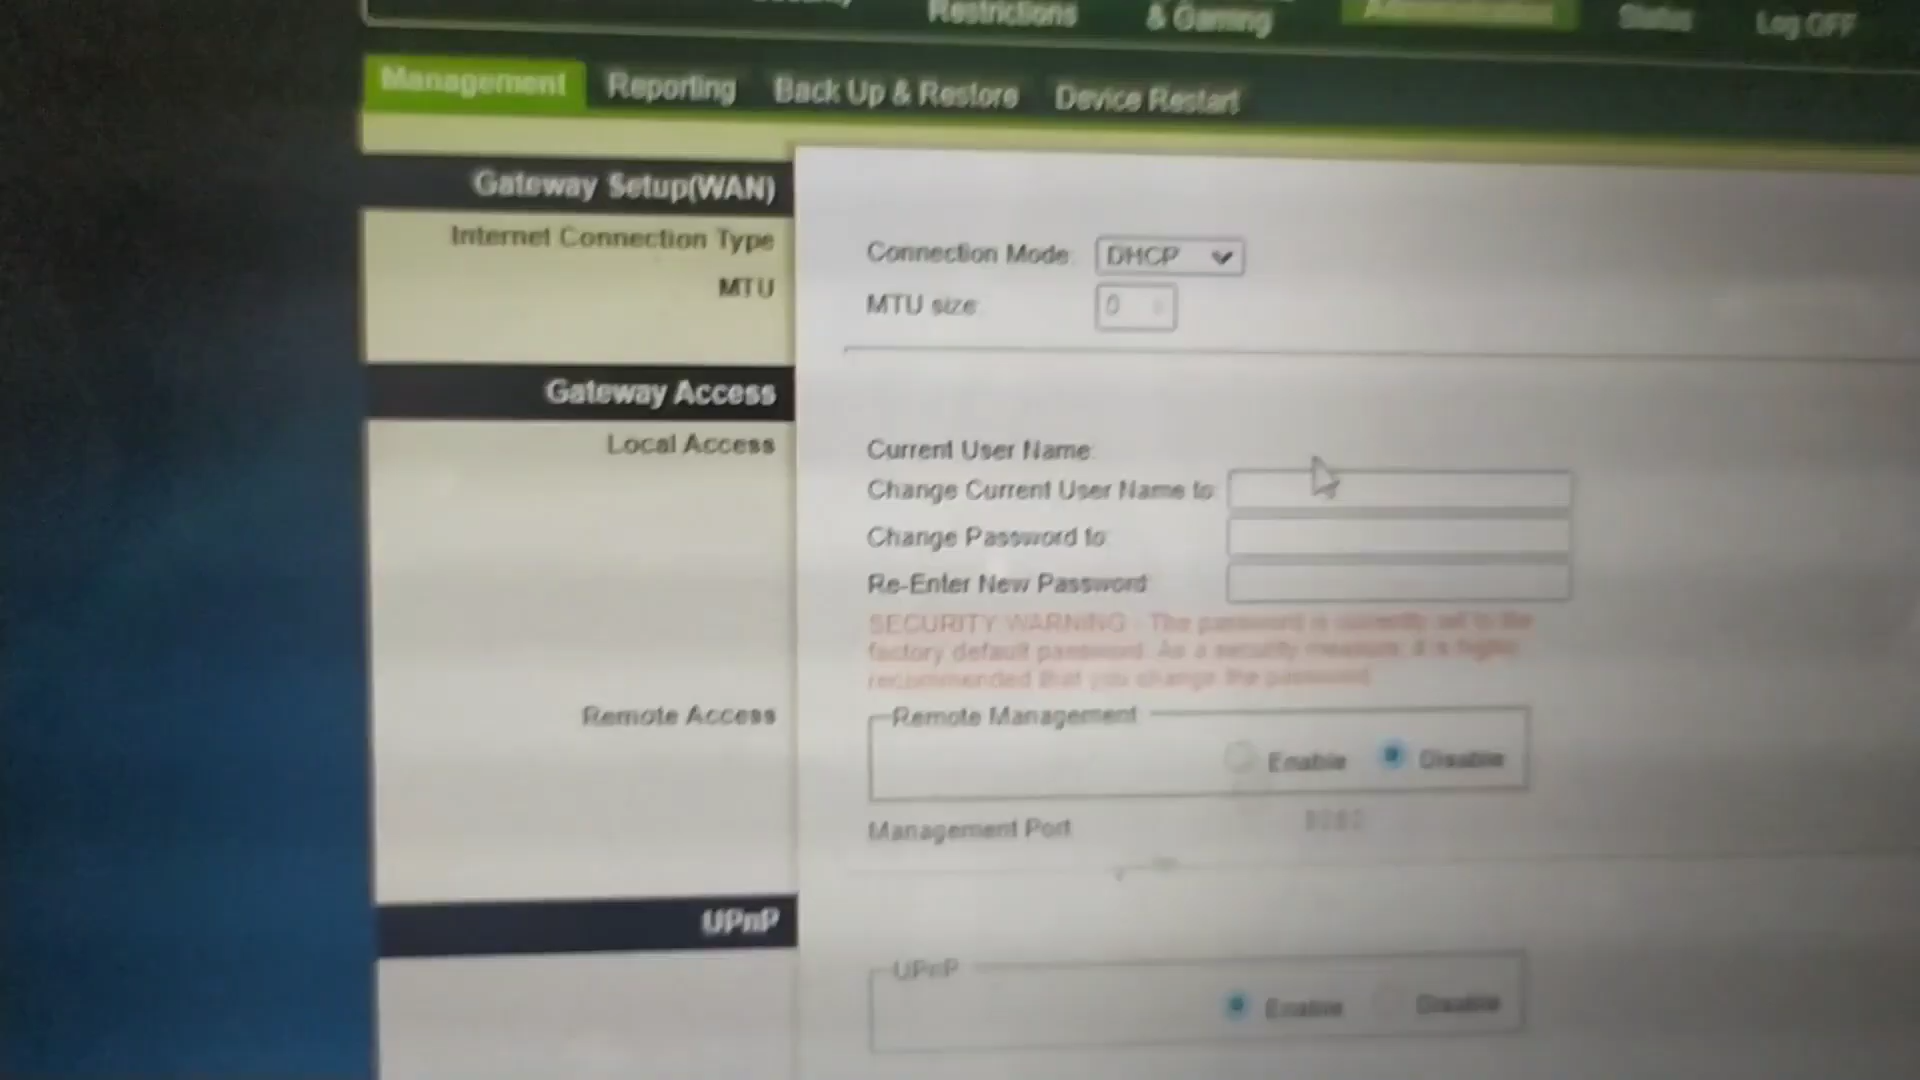 Restrictions
& Gaming
Administration
Status
Log OFF
Management
Reporting
Back Up & Restore
Device Restart
Gateway Setup(WAN)
Internet Connection Type
Connection Mode:
DHCP
MTU
MTU size:
0
Gateway Access
Local Access
Current User Name:
Change Current User Name to:
Change Password to:
Re-Enter New Password:
SECURITY WARNING : The password is currently set to the
factory default password. As a security measure, it is highly
recommended that you change the password.
Remote Access
Remote Management
Enable
Disable
Management Port
UPnP
UPnP
Enable
Disable